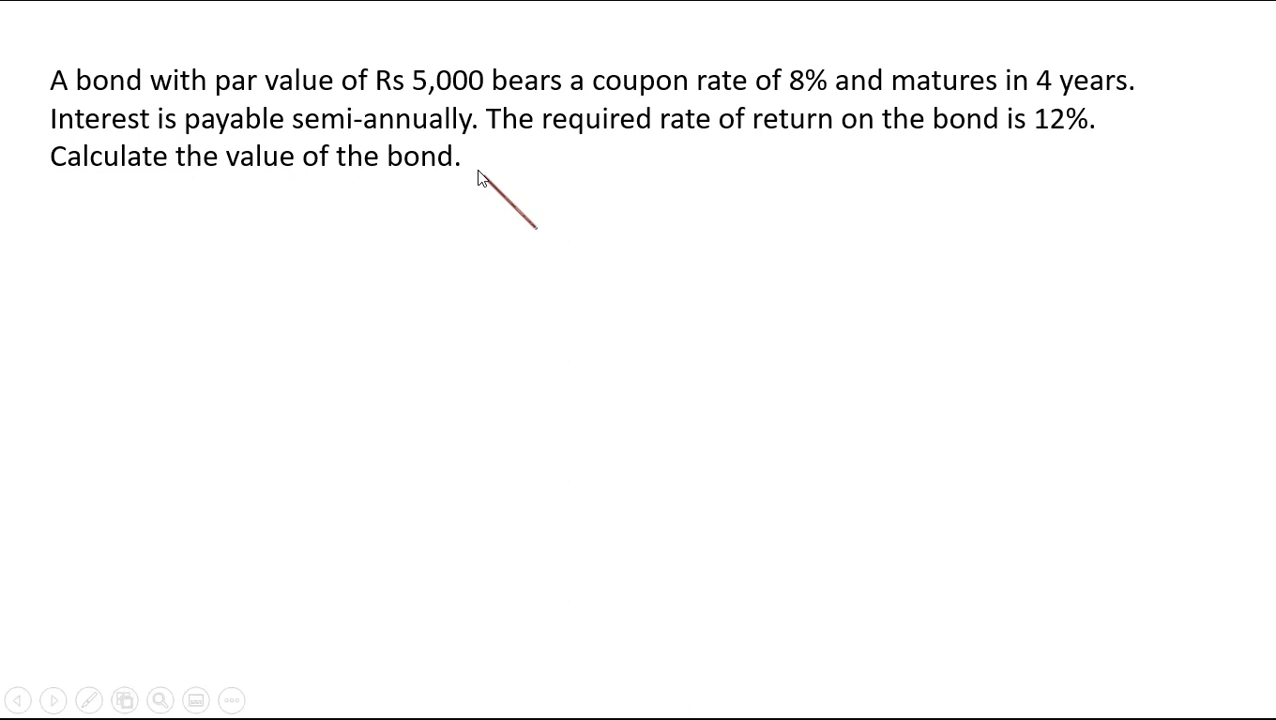 A bond with par value of Rs 5,000 bears a coupon rate of 8% and matures in 4 years.
Interest is payable semi-annually. The required rate of return on the bond is 12%.
Calculate the value of the bond.